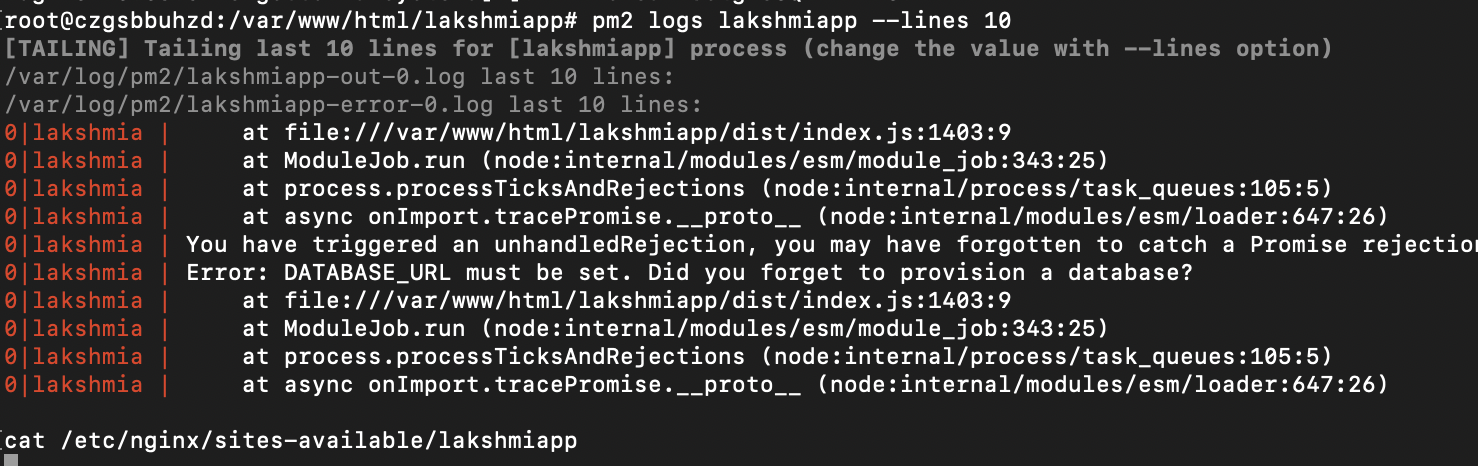 [root@czgsbbuhzd:/var/www/html/lakshmiapp# pm2 logs lakshmiapp --lines 10
[TAILING] Tailing last 10 lines for [lakshmiapp] process (change the value with --lines option)
/var/log/pm2/lakshmiapp-out-0.log last 10 lines:
/var/log/pm2/lakshmiapp-error-0.log last 10 lines:
0|lakshmia |     at file:///var/www/html/lakshmiapp/dist/index.js:1403:9
0|lakshmia |     at ModuleJob.run (node:internal/modules/esm/module_job:343:25)
0|lakshmia |     at process.processTicksAndRejections (node:internal/process/task_queues:105:5)
0|lakshmia |     at async onImport.tracePromise.__proto__ (node:internal/modules/esm/loader:647:26)
0|lakshmia | You have triggered an unhandledRejection, you may have forgotten to catch a Promise rejection
0|lakshmia | Error: DATABASE_URL must be set. Did you forget to provision a database?
0|lakshmia |     at file:///var/www/html/lakshmiapp/dist/index.js:1403:9
0|lakshmia |     at ModuleJob.run (node:internal/modules/esm/module_job:343:25)
0|lakshmia |     at process.processTicksAndRejections (node:internal/process/task_queues:105:5)
0|lakshmia |     at async onImport.tracePromise.__proto__ (node:internal/modules/esm/loader:647:26)
[cat /etc/nginx/sites-available/lakshmiapp